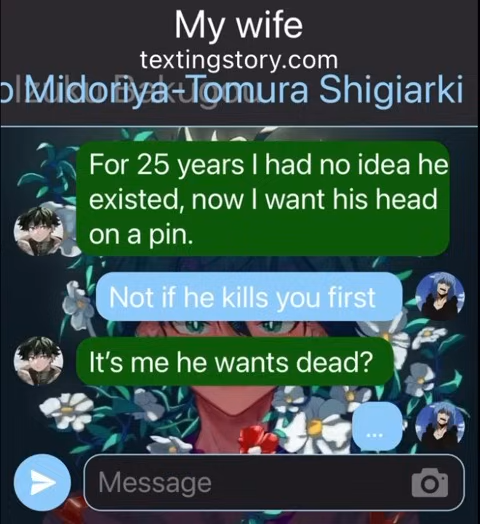 My wife
textingstory.com
Midoriya-Tomura Shigiarki
For 25 years I had no idea he
existed, now I want his head
on a pin.
Not if he kills you first
It’s me he wants dead?
...
Message